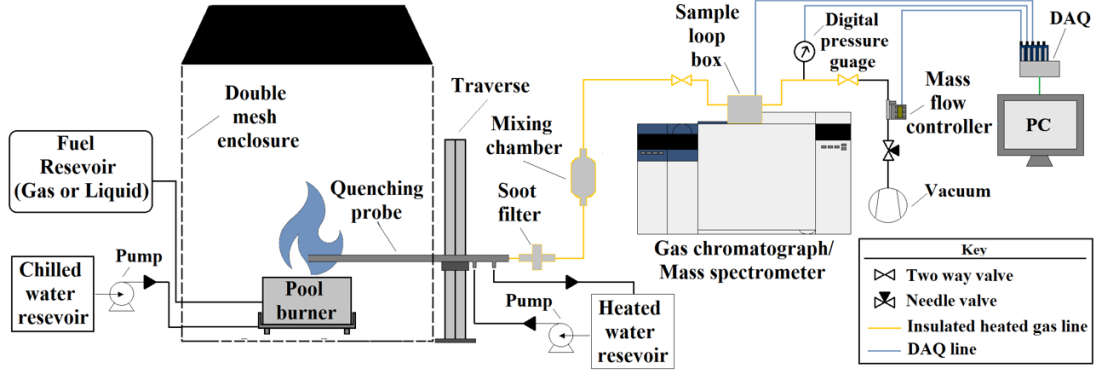 Double
mesh
enclosure
Fuel
Resevoir
(Gas or Liquid)
Chilled
water
resevoir
Pump
Pool
burner
Quenching
probe
Traverse
Mixing
chamber
Soot
filter
Pump
Heated
water
resevoir
Sample
loop
box
Digital
pressure
guage
DAQ
PC
Mass
flow
controller
Vacuum
Gas chromatograph/
Mass spectrometer
Key
Two way valve
Needle valve
Insulated heated gas line
DAQ line